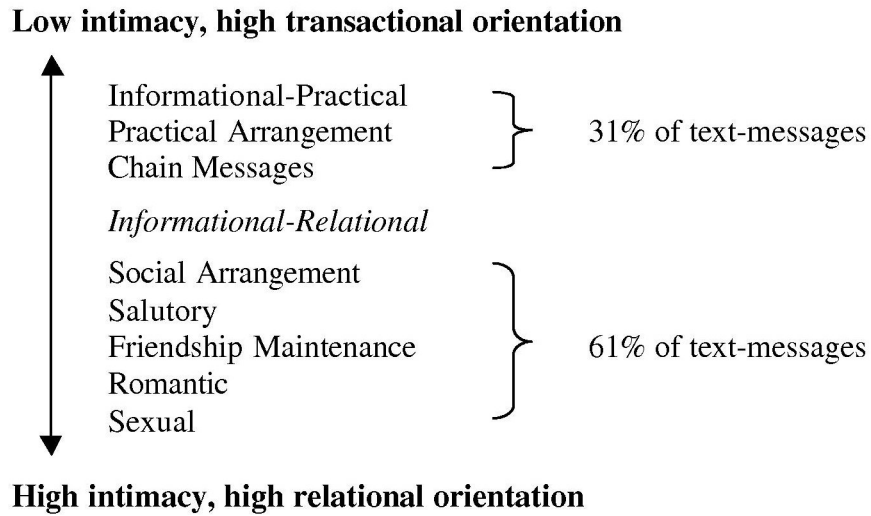 Low intimacy, high transactional orientation
Informational-Practical
Practical Arrangement
Chain Messages
31% of text-messages
Informational-Relational
Social Arrangement
Salutory
Friendship Maintenance
Romantic
Sexual
61% of text-messages
High intimacy, high relational orientation